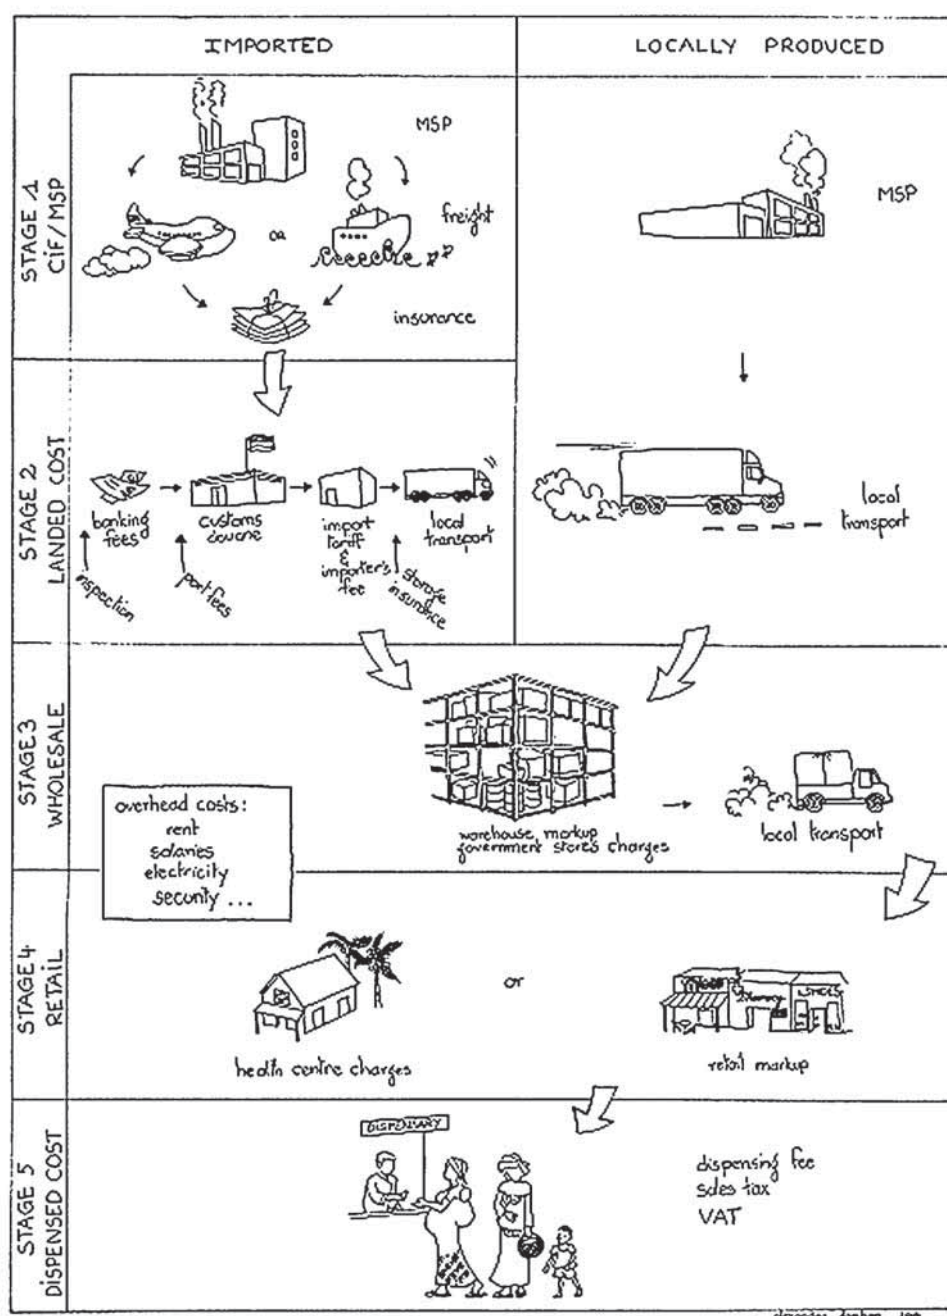 IMPORTED
LOCALLY PRODUCED
STAGE 1
CIF/MSP
MSP
freight
or
insurance
MSP
STAGE 2
LANDED COST
banking
fees
customs
import
tariff
&
importer's
fee
local
transport
inspection
port fees
storage
insurance
local
transport
STAGE 3
WHOLESALE
overhead costs:
rent
salaries
electricity
security ...
warehouse markup
government stores charges
local transport
STAGE 4
RETAIL
health centre charges
or
retail markup
STAGE 5
DISPENSED COST
DISPENSARY
dispensing fee
sales tax
VAT